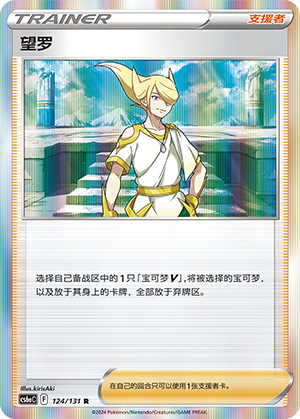 TRAINER
支援者
望罗
选择自己备战区中的1只「宝可梦V」,将被选择的宝可梦,
以及放于其身上的卡牌,全部放于弃牌区。
Illus.kirisAki
CS6aC F 124/131 R
在自己的回合只可以使用1张支援者卡。
©2024 Pokémon/Nintendo/Creatures/GAME FREAK.